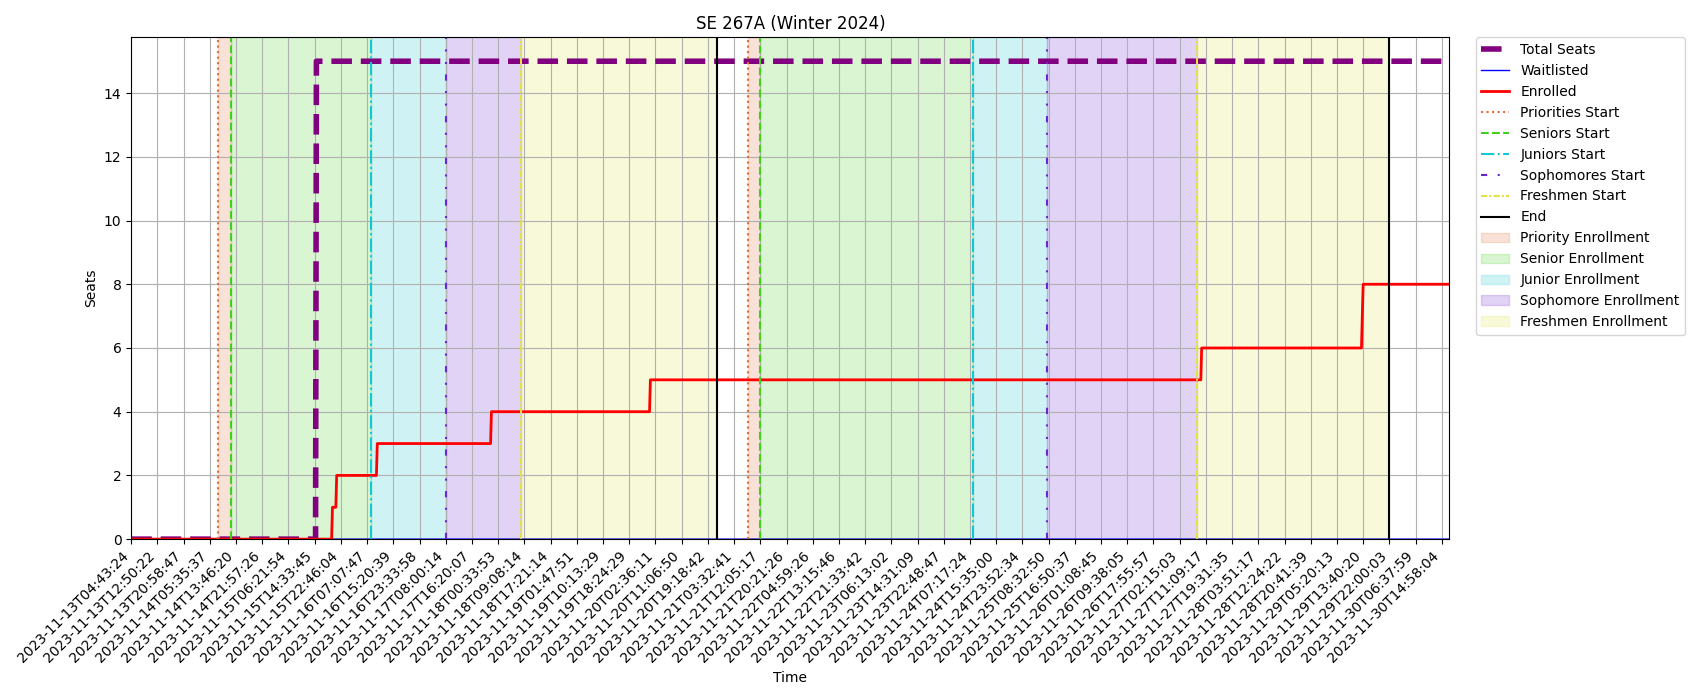 SE 267A (Winter 2024)
Seats
14
12
10
8
6
4
2
0
2023-11-13T04:43:24
2023-11-13T12:50:22
2023-11-13T20:58:47
2023-11-14T05:35:37
2023-11-14T13:46:20
2023-11-14T21:57:26
2023-11-15T06:21:54
2023-11-15T14:33:45
2023-11-15T22:46:04
2023-11-16T07:07:47
2023-11-16T15:20:39
2023-11-16T23:33:58
2023-11-17T08:00:14
2023-11-17T16:20:07
2023-11-18T00:33:53
2023-11-18T09:08:14
2023-11-18T17:21:14
2023-11-19T01:47:51
2023-11-19T10:13:29
2023-11-19T18:24:29
2023-11-20T02:36:11
2023-11-20T11:06:50
2023-11-20T19:18:42
2023-11-21T03:32:41
2023-11-21T12:05:17
2023-11-21T20:21:26
2023-11-22T04:59:26
2023-11-22T13:15:46
2023-11-22T21:33:42
2023-11-23T06:13:02
2023-11-23T14:31:09
2023-11-23T22:48:47
2023-11-24T07:17:24
2023-11-24T15:35:00
2023-11-24T23:52:34
2023-11-25T08:32:50
2023-11-25T16:50:37
2023-11-26T01:08:45
2023-11-26T09:38:05
2023-11-26T17:55:57
2023-11-27T02:15:03
2023-11-27T11:09:17
2023-11-27T19:31:35
2023-11-28T03:51:17
2023-11-28T12:24:22
2023-11-28T20:41:39
2023-11-29T05:20:13
2023-11-29T13:40:20
2023-11-29T22:00:03
2023-11-30T06:37:59
2023-11-30T14:58:04
Time
Total Seats
Waitlisted
Enrolled
Priorities Start
Seniors Start
Juniors Start
Sophomores Start
Freshmen Start
End
Priority Enrollment
Senior Enrollment
Junior Enrollment
Sophomore Enrollment
Freshmen Enrollment